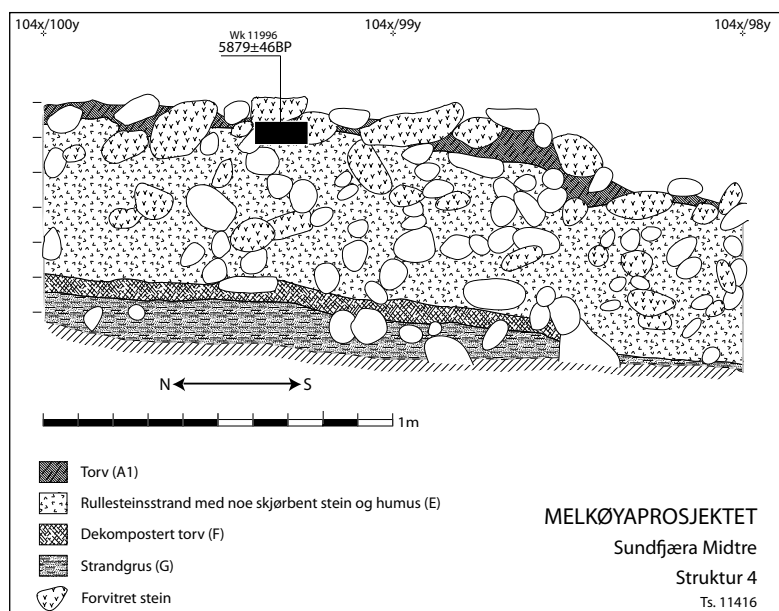 104x/100y 104x/99y 104x/98y
Wk 11996
5879±46BP
N S
1m
Torv (A1)
Rullesteinsstrand med noe skjørbent stein og humus (E)
Dekompostert torv (F)
Strandgrus (G)
Forvitret stein
MELKØYAPROSJEKTET
Sundfjæra Midtre
Struktur 4
Ts. 11416